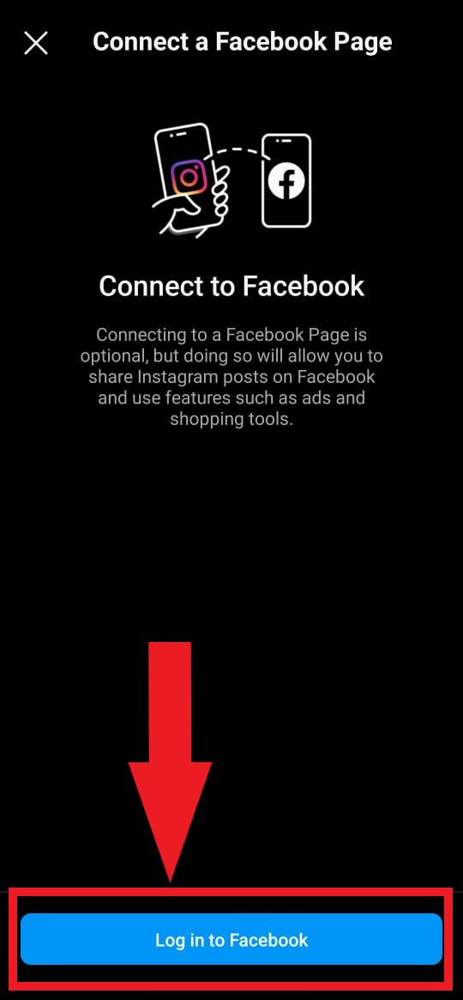 Connect a Facebook Page
Connect to Facebook
Connecting to a Facebook Page is
optional, but doing so will allow you to
share Instagram posts on Facebook
and use features such as ads and
shopping tools.
Log in to Facebook